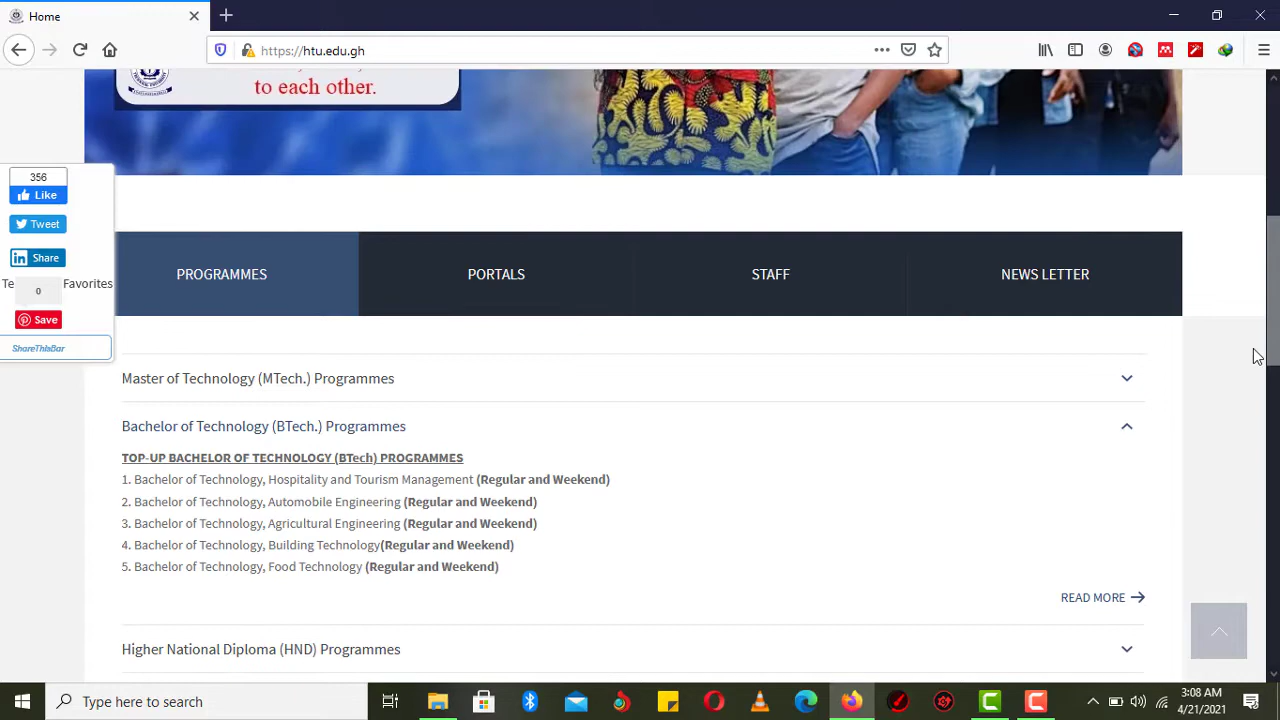 Home
https://htu.edu.gh
to each other.
356
Like
Tweet
Share
Te
Favorites
0
Save
ShareThisBar
PROGRAMMES
PORTALS
STAFF
NEWS LETTER
Master of Technology (MTech.) Programmes
Bachelor of Technology (BTech.) Programmes
TOP-UP BACHELOR OF TECHNOLOGY (BTech) PROGRAMMES
1. Bachelor of Technology, Hospitality and Tourism Management (Regular and Weekend)
2. Bachelor of Technology, Automobile Engineering (Regular and Weekend)
3. Bachelor of Technology, Agricultural Engineering (Regular and Weekend)
4. Bachelor of Technology, Building Technology(Regular and Weekend)
5. Bachelor of Technology, Food Technology (Regular and Weekend)
READ MORE
Higher National Diploma (HND) Programmes
Type here to search
3:08 AM
4/21/2021